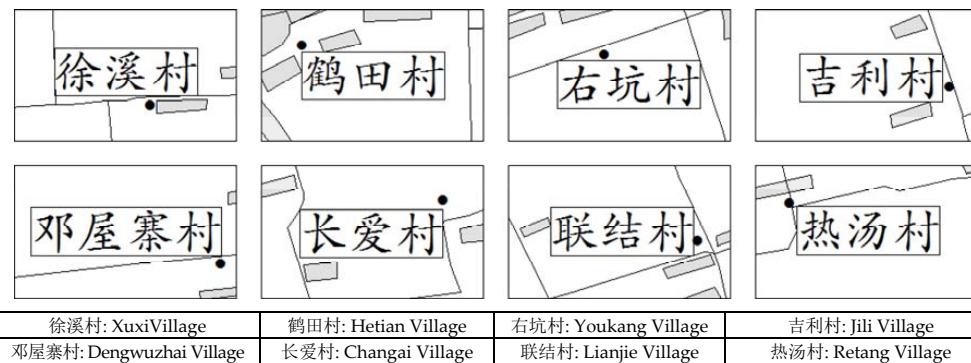 徐溪村 鹤田村 右坑村 吉利村
邓屋寨村 长爱村 联结村 热汤村
徐溪村: XuxiVillage 鹤田村: Hetian Village 右坑村: Youkang Village 吉利村: Jili Village
邓屋寨村: Dengwuzhai Village 长爱村: Changai Village 联结村: Lianjie Village 热汤村: Retang Village